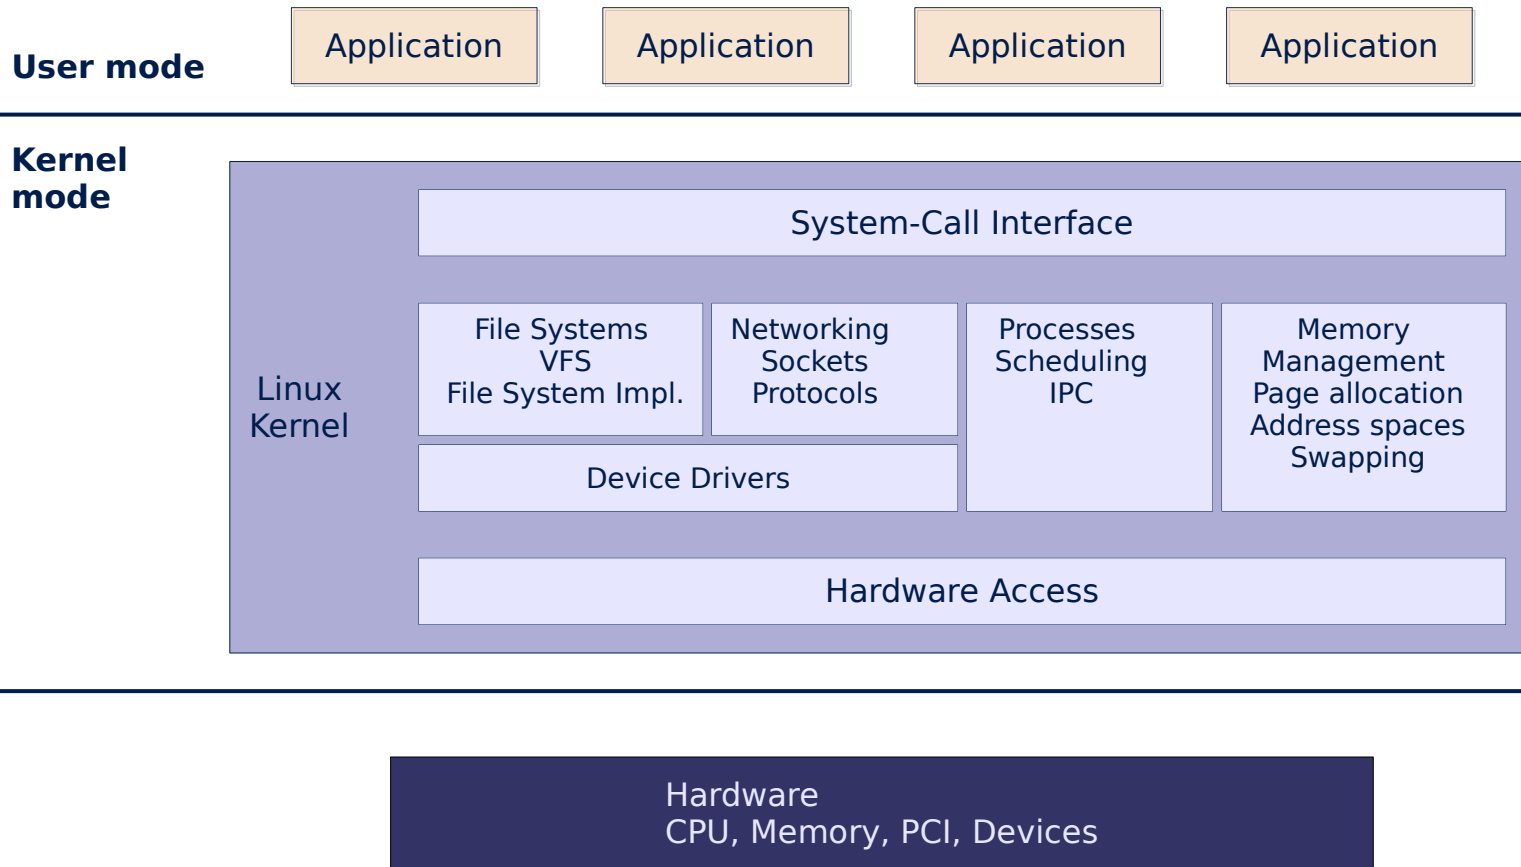 Application
Application
Application
Application
User mode
Kernel
mode
System-Call Interface
File Systems
VFS
File System Impl.
Networking
Sockets
Protocols
Processes
Scheduling
IPC
Memory
Management
Page allocation
Address spaces
Swapping
Linux
Kernel
Device Drivers
Hardware Access
Hardware
CPU, Memory, PCI, Devices